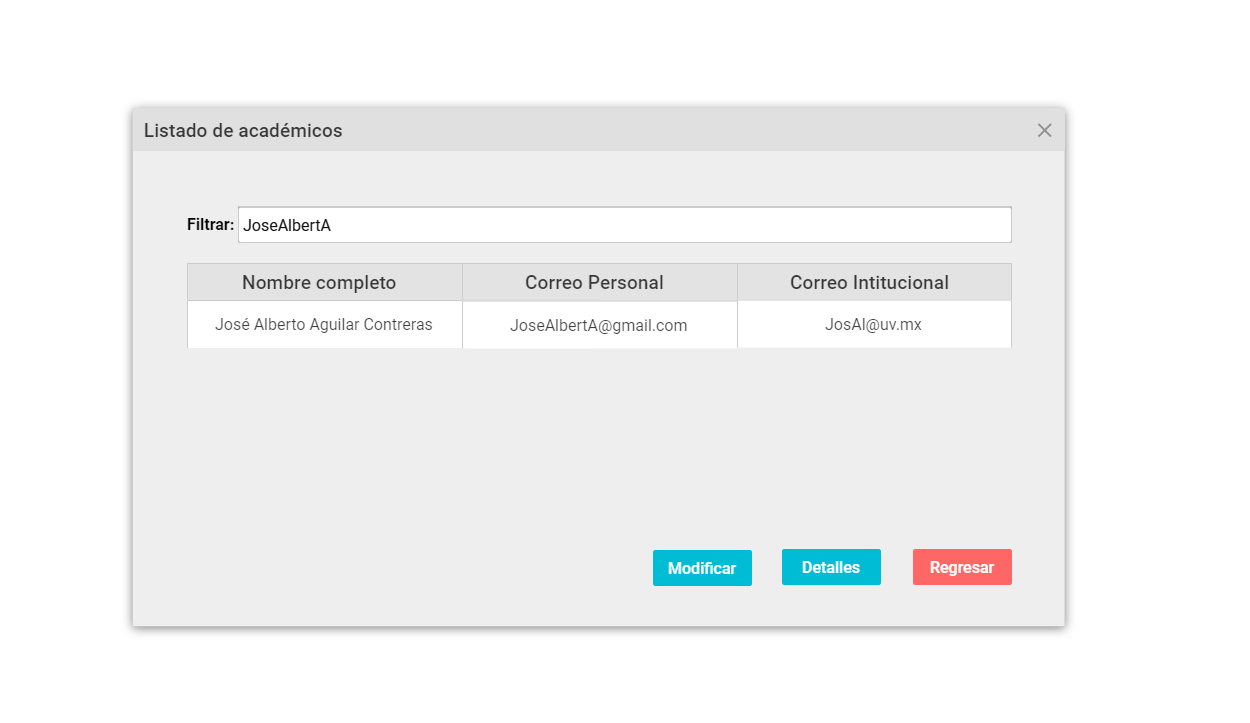 Listado de académicos
Filtrar: JoseAlbertA
Nombre completo Correo Personal Correo Intitucional
José Alberto Aguilar Contreras JoseAlbertA@gmail.com JosAl@uv.mx
Modificar Detalles Regresar